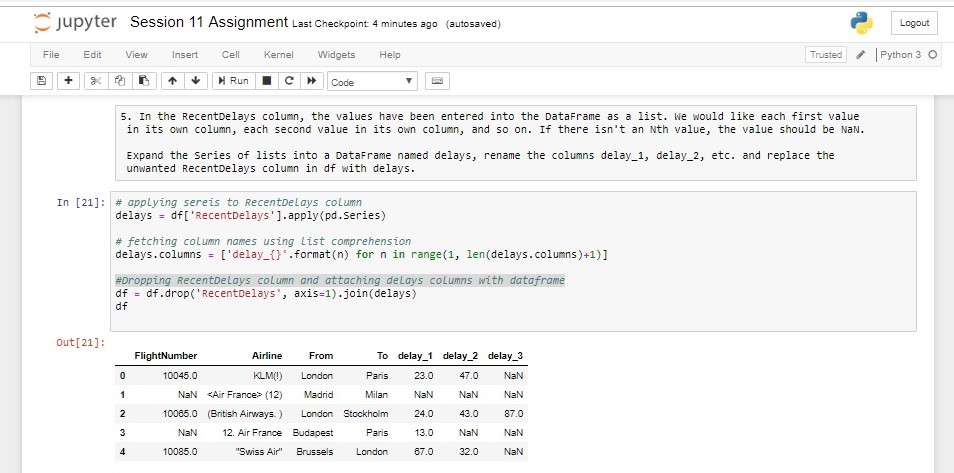 jupyter Session 11 Assignment Last Checkpoint: 4 minutes ago (autosaved)
Logout
File Edit View Insert Cell Kernel Widgets Help
Trusted Python 3
Run Code
5. In the RecentDelays column, the values have been entered into the DataFrame as a list. We would like each first value
in its own column, each second value in its own column, and so on. If there isn't an Nth value, the value should be NaN.
Expand the Series of lists into a DataFrame named delays, rename the columns delay_1, delay_2, etc. and replace the
unwanted RecentDelays column in df with delays.
In [21]: # applying sereis to RecentDelays column
delays = df['RecentDelays'].apply(pd.Series)
# fetching column names using list comprehension
delays.columns = ['delay_{}'.format(n) for n in range(1, len(delays.columns)+1)]
#Dropping RecentDelays column and attaching delays columns with dataframe
df = df.drop('RecentDelays', axis=1).join(delays)
df
Out[21]:
FlightNumber Airline From To delay_1 delay_2 delay_3
0 10045.0 KLM(!) London Paris 23.0 47.0 NaN
1 NaN <Air France> (12) Madrid Milan NaN NaN NaN
2 10065.0 (British Airways. ) London Stockholm 24.0 43.0 87.0
3 NaN 12. Air France Budapest Paris 13.0 NaN NaN
4 10085.0 "Swiss Air" Brussels London 67.0 32.0 NaN